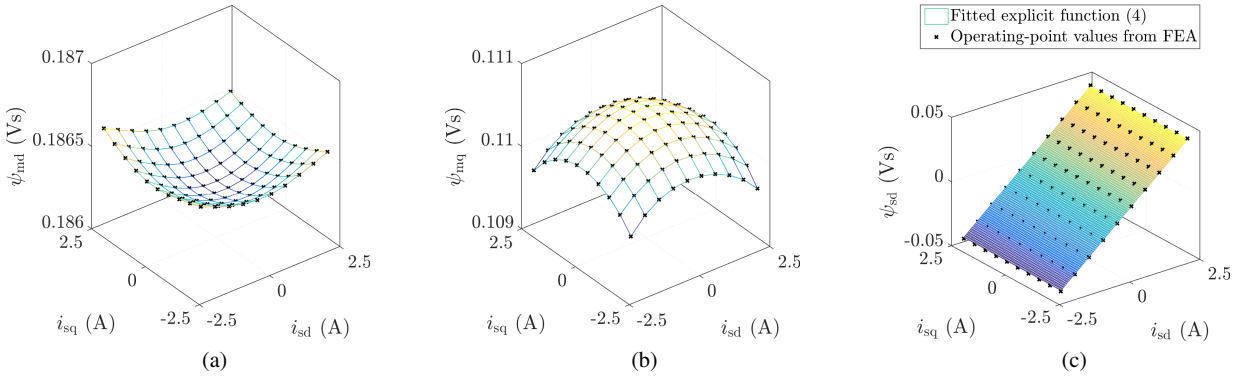 Fitted explicit function (4)
Operating-point values from FEA
0.187
0.1865
0.186
ψmd (Vs)
2.5
0
-2.5
isq (A)
-2.5
0
2.5
isd (A)
(a)
0.111
0.11
0.109
ψmq (Vs)
2.5
0
-2.5
isq (A)
-2.5
0
2.5
isd (A)
(b)
0.05
0
-0.05
ψsd (Vs)
2.5
0
-2.5
isq (A)
-2.5
0
2.5
isd (A)
(c)